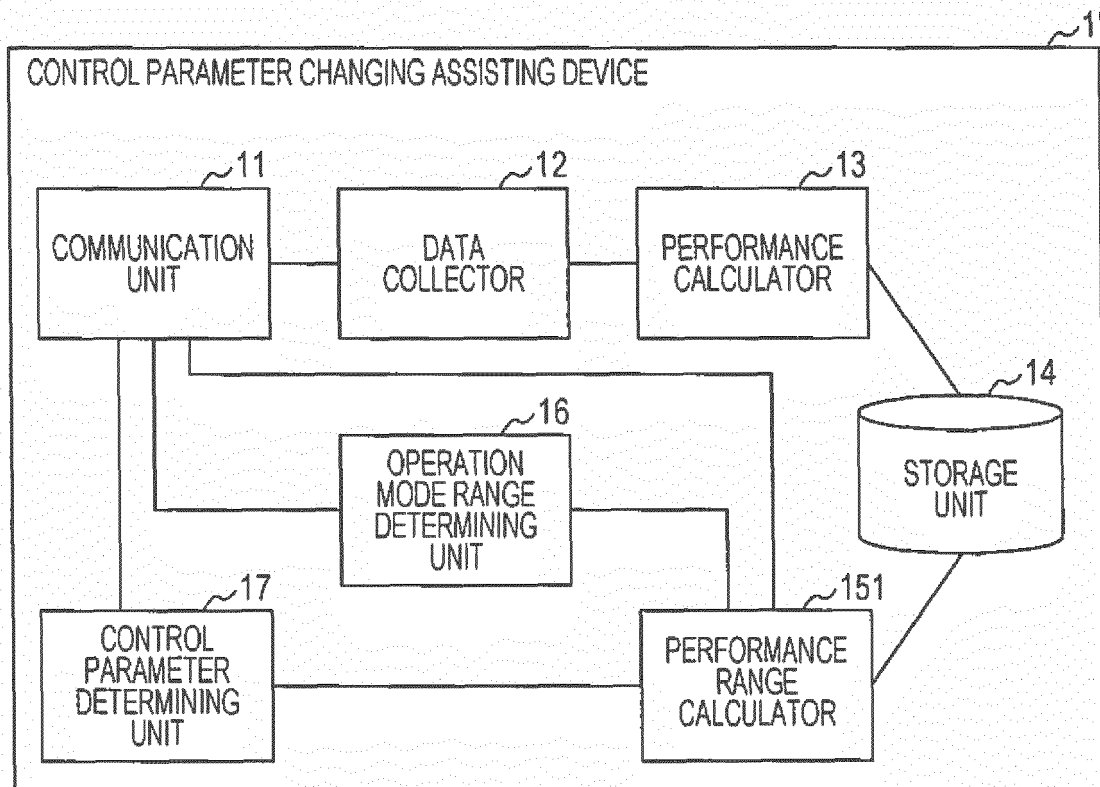 1'
CONTROL PARAMETER CHANGING ASSISTING DEVICE
11
COMMUNICATION
UNIT
12
DATA
COLLECTOR
13
PERFORMANCE
CALCULATOR
14
STORAGE
UNIT
16
OPERATION
MODE RANGE
DETERMINING
UNIT
17
CONTROL
PARAMETER
DETERMINING
UNIT
151
PERFORMANCE
RANGE
CALCULATOR